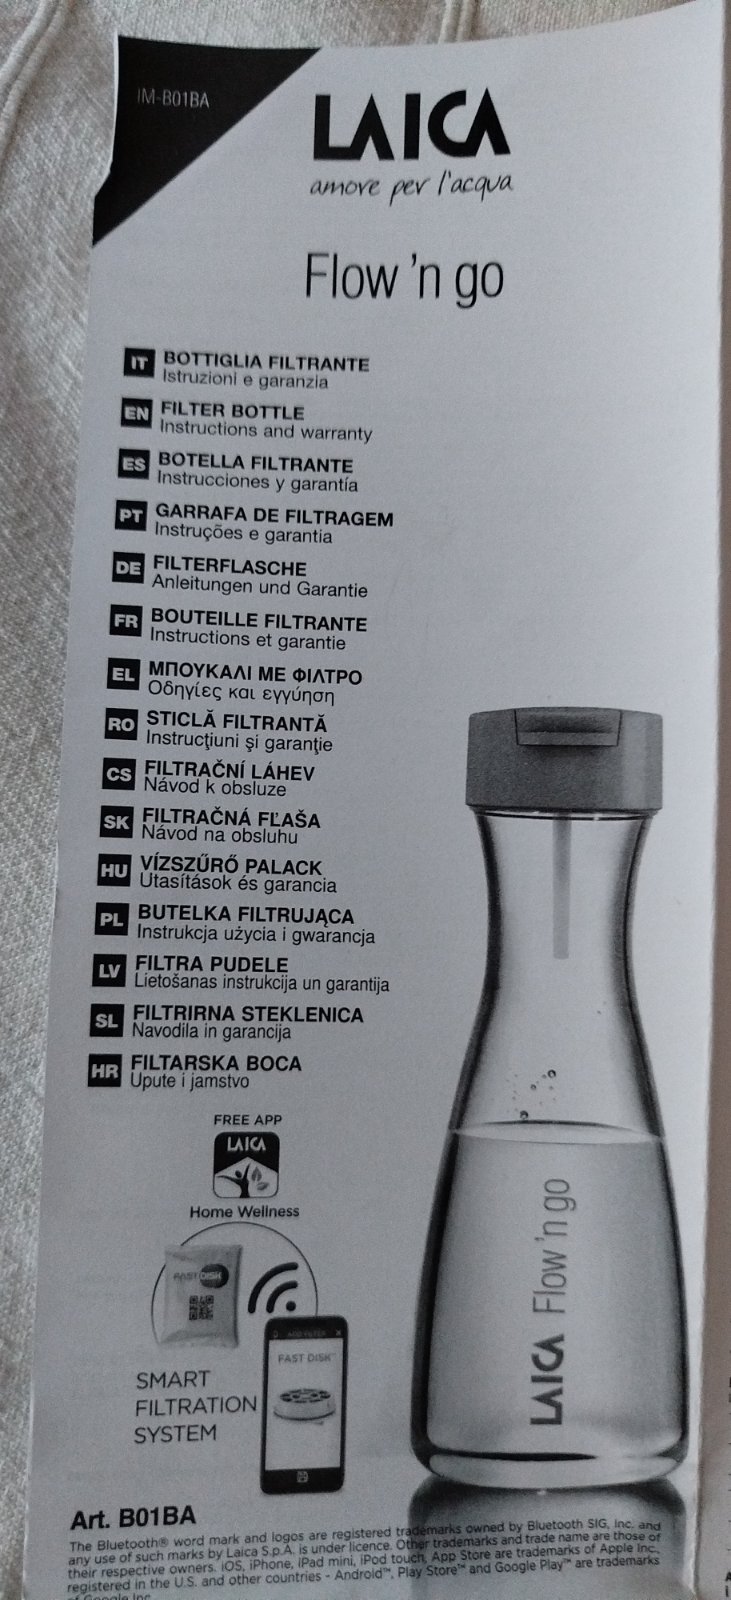 IM-B01BA
LAICA
amore per l'acqua
Flow 'n go
IT BOTTIGLIA FILTRANTE
Istruzioni e garanzia
EN FILTER BOTTLE
Instructions and warranty
ES BOTELLA FILTRANTE
Instrucciones y garantía
PT GARRAFA DE FILTRAGEM
Instruções e garantia
DE FILTERFLASCHE
Anleitungen und Garantie
FR BOUTEILLE FILTRANTE
Instructions et garantie
EL ΜΠΟΥΚΑΛΙ ΜΕ ΦΙΛΤΡΟ
Οδηγίες και εγγύηση
RO STICLĂ FILTRANTĂ
Instrucţiuni şi garanţie
CS FILTRAČNÍ LÁHEV
Návod k obsluze
SK FILTRAČNÁ FĽAŠA
Návod na obsluhu
HU VÍZSZŰRŐ PALACK
Utasítások és garancia
PL BUTELKA FILTRUJĄCA
Instrukcja użycia i gwarancja
LV FILTRA PUDELE
Lietošanas instrukcija un garantija
SL FILTRIRNA STEKLENICA
Navodila in garancija
HR FILTARSKA BOCA
Upute i jamstvo
FREE APP
LAICA
Home Wellness
FAST DISK
ADD FILTER X
FAST DISK™
SMART
FILTRATION
SYSTEM
LAICA Flow 'n go
Art. B01BA
The Bluetooth® word mark and logos are registered trademarks owned by Bluetooth SIG, Inc. and
any use of such marks by Laica S.p.A. is under licence. Other trademarks and trade name are those of
their respective owners. iOS, iPhone, iPad mini, iPod touch, App Store are trademarks of Apple Inc.,
registered in the U.S. and other countries - Android™, Play Store™ and Google Play™ are trademarks
of Google Inc.